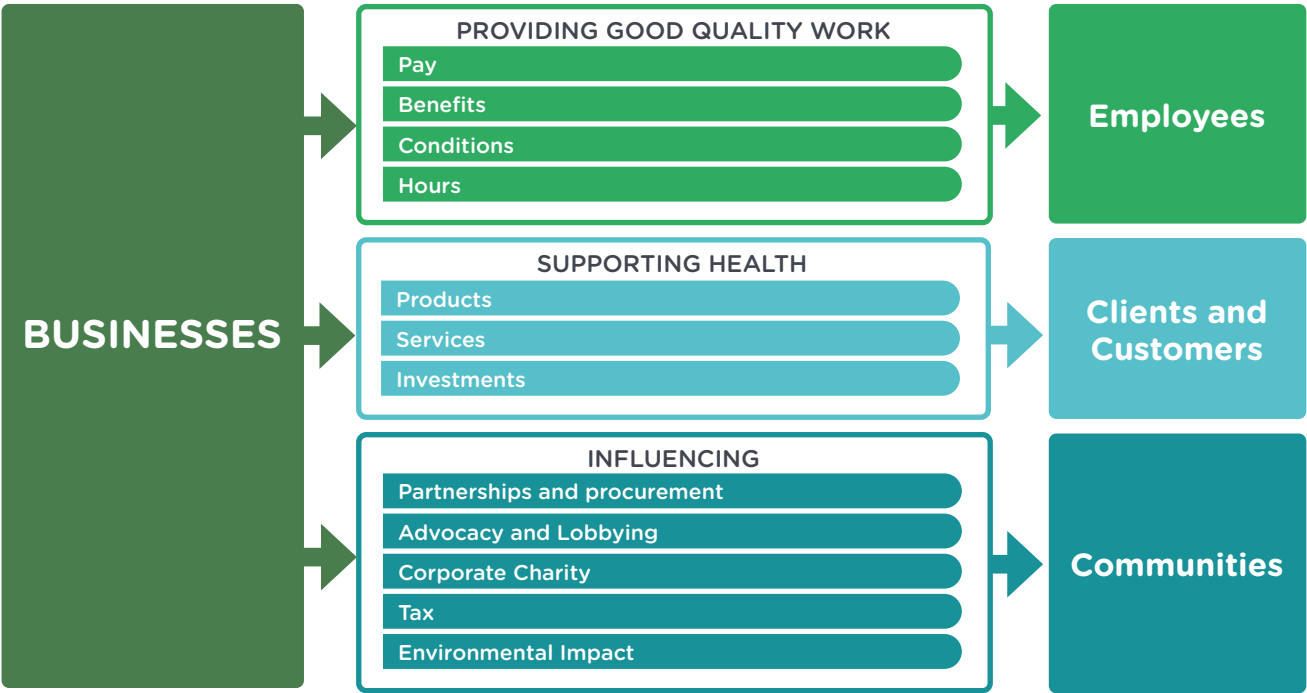 BUSINESSES
PROVIDING GOOD QUALITY WORK
Pay
Benefits
Conditions
Hours
Employees
SUPPORTING HEALTH
Products
Services
Investments
Clients and
Customers
INFLUENCING
Partnerships and procurement
Advocacy and Lobbying
Corporate Charity
Tax
Environmental Impact
Communities